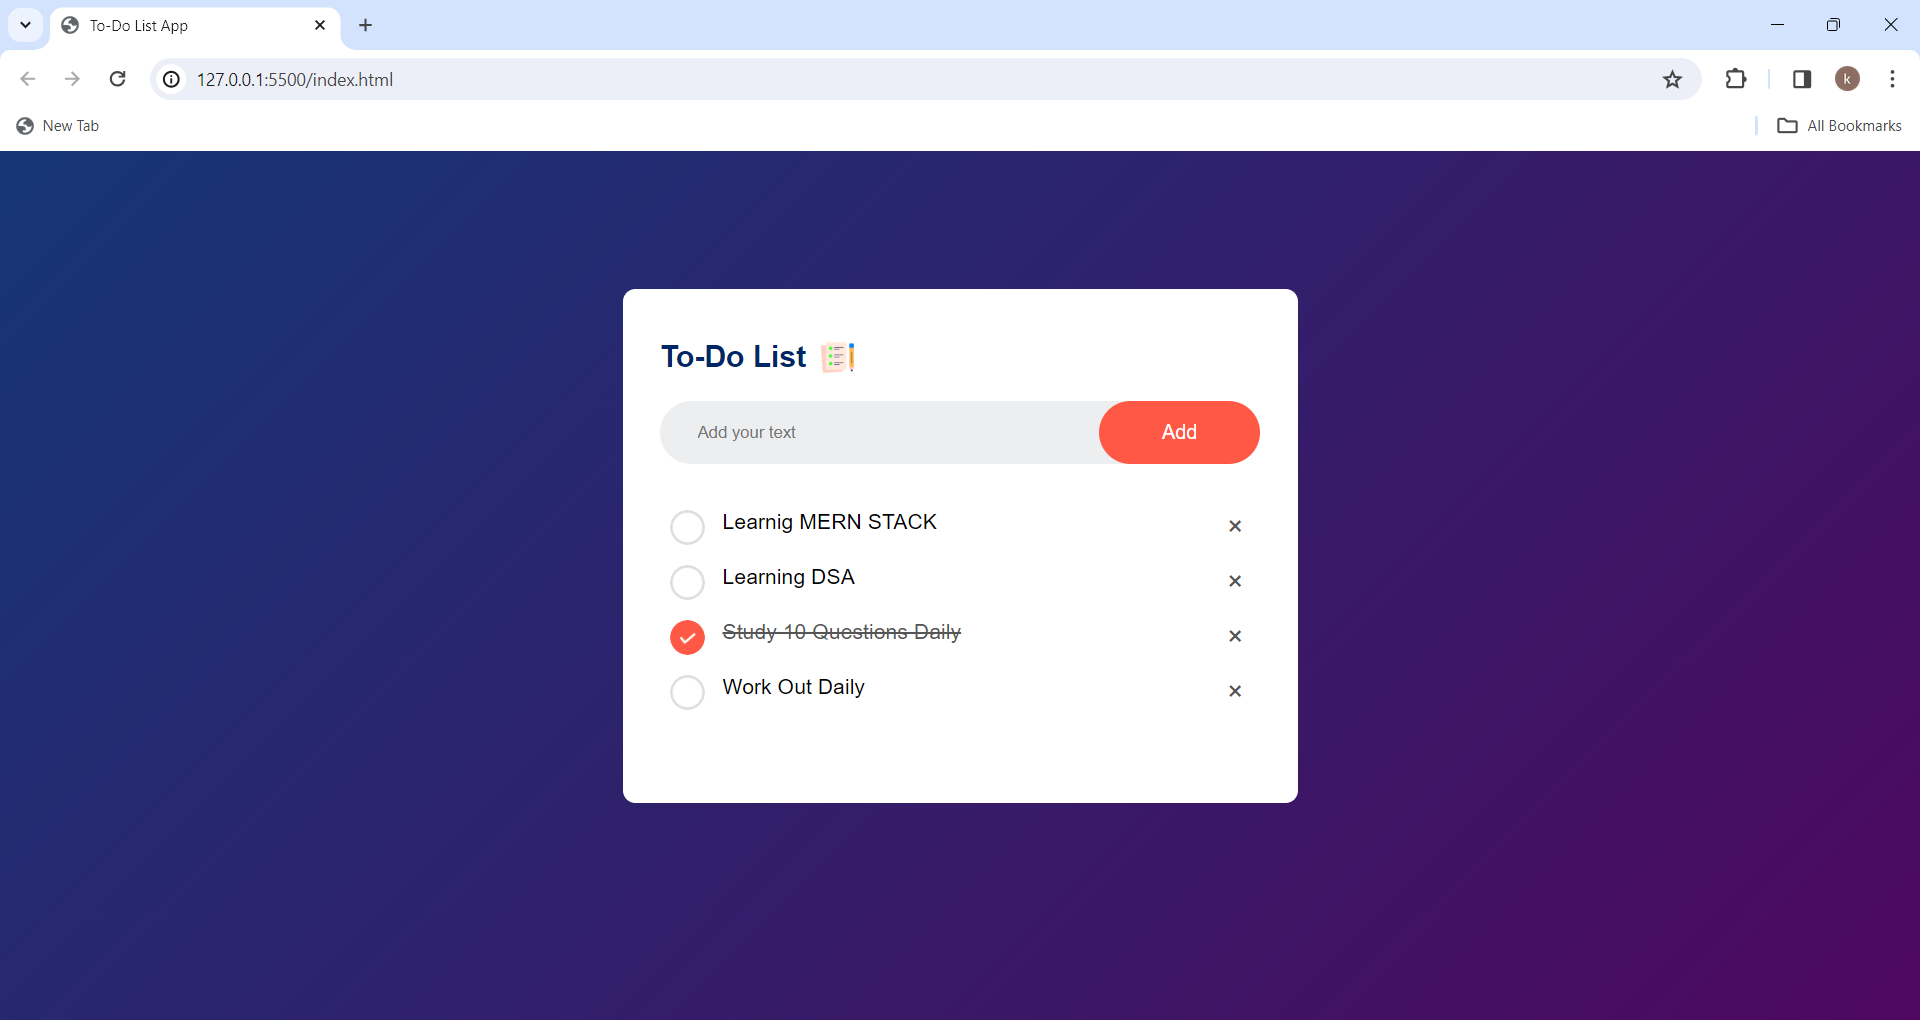 To-Do List App
127.0.0.1:5500/index.html
k
New Tab
All Bookmarks
To-Do List
Add your text
Add
Learnig MERN STACK
Learning DSA
Study 10 Questions Daily
Work Out Daily